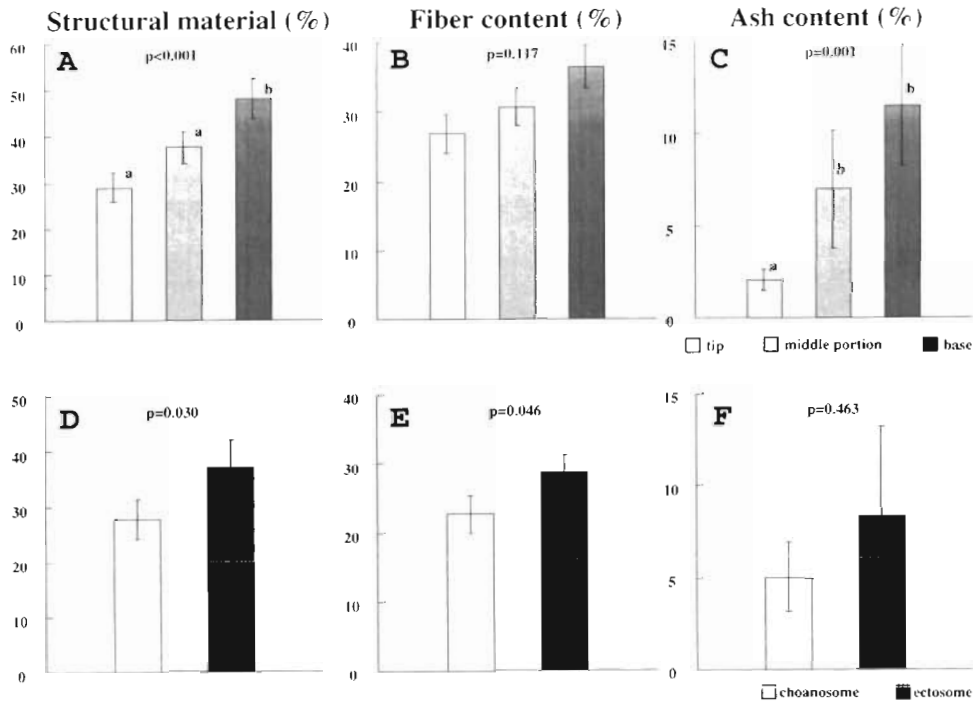 Structural material (%)
Fiber content (%)
Ash content (%)
A
p<0.001
60
50
40
30
20
10
0
a
a
b
B
p=0.117
40
30
20
10
0
C
p=0.001
15
10
5
0
a
b
b
tip
middle portion
base
D
p=0.030
50
40
30
20
10
0
E
p=0.046
40
30
20
10
0
F
p=0.463
15
10
5
0
choanosome
ectosome